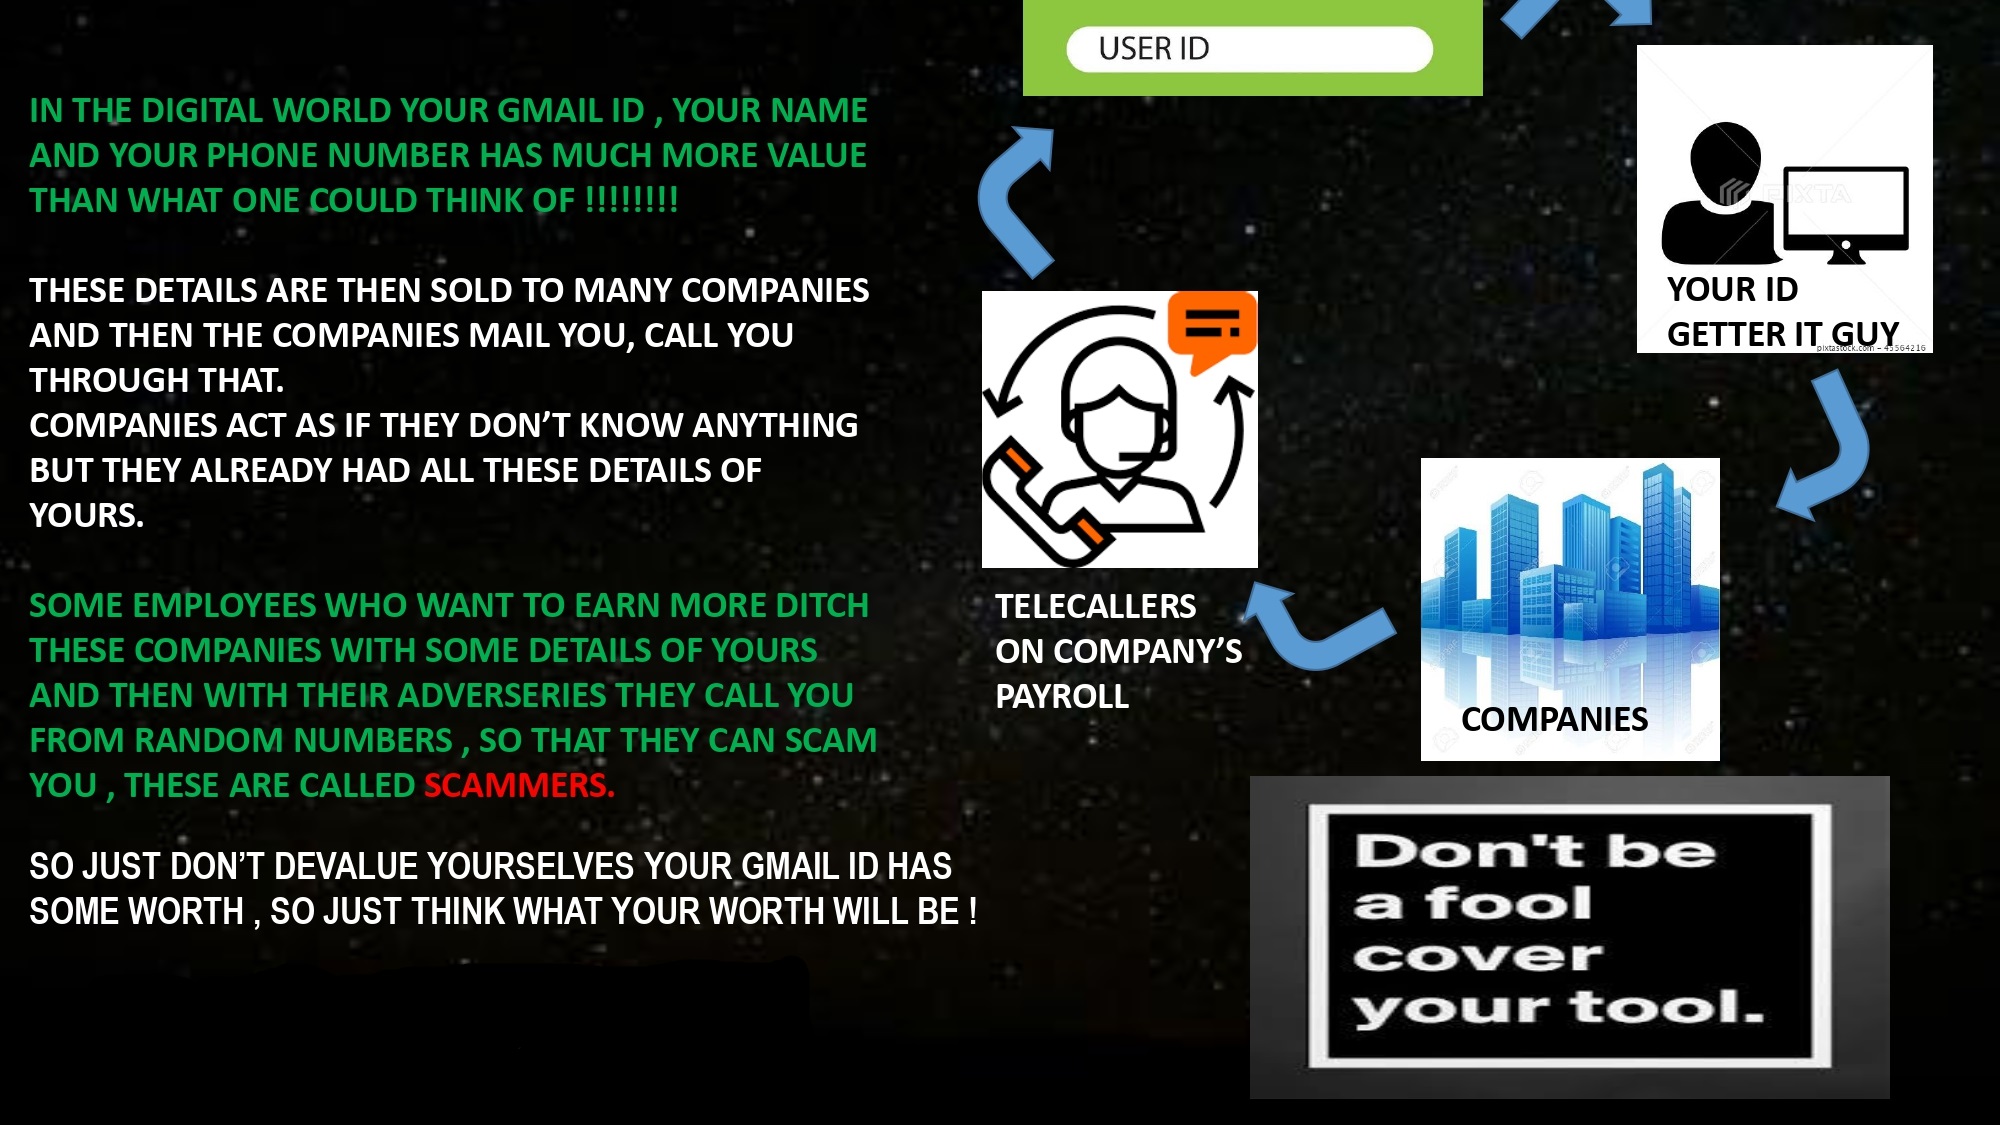 USER ID
IN THE DIGITAL WORLD YOUR GMAIL ID , YOUR NAME
AND YOUR PHONE NUMBER HAS MUCH MORE VALUE
THAN WHAT ONE COULD THINK OF !!!!!!!!
THESE DETAILS ARE THEN SOLD TO MANY COMPANIES
AND THEN THE COMPANIES MAIL YOU, CALL YOU
THROUGH THAT.
COMPANIES ACT AS IF THEY DON’T KNOW ANYTHING
BUT THEY ALREADY HAD ALL THESE DETAILS OF
YOURS.
SOME EMPLOYEES WHO WANT TO EARN MORE DITCH
THESE COMPANIES WITH SOME DETAILS OF YOURS
AND THEN WITH THEIR ADVERSERIES THEY CALL YOU
FROM RANDOM NUMBERS , SO THAT THEY CAN SCAM
YOU , THESE ARE CALLED SCAMMERS.
SO JUST DON’T DEVALUE YOURSELVES YOUR GMAIL ID HAS
SOME WORTH , SO JUST THINK WHAT YOUR WORTH WILL BE !
PIXTA
YOUR ID
GETTER IT GUY
pixtastock.com - 45564216
TELECALLERS
ON COMPANY’S
PAYROLL
COMPANIES
Don't be
a fool
cover
your tool.